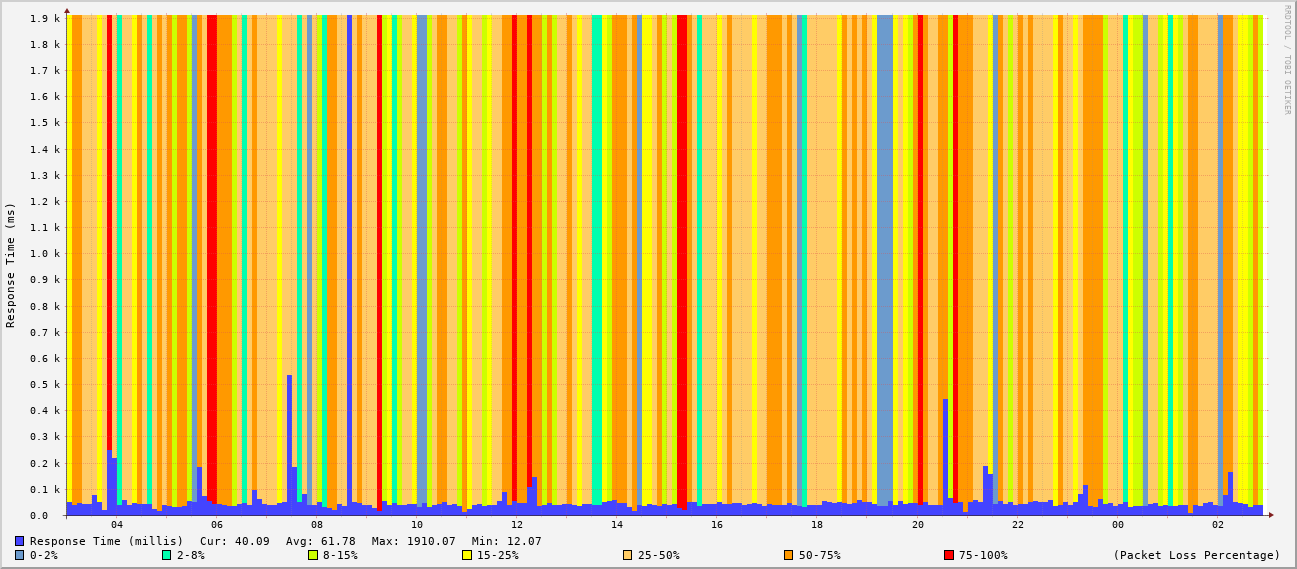 RRDTOOL / TOBI OETIKER
Response Time (ms)
1.9 k
1.8 k
1.7 k
1.6 k
1.5 k
1.4 k
1.3 k
1.2 k
1.1 k
1.0 k
0.9 k
0.8 k
0.7 k
0.6 k
0.5 k
0.4 k
0.3 k
0.2 k
0.1 k
0.0
04 06 08 10 12 14 16 18 20 22 00 02
Response Time (millis) Cur: 40.09 Avg: 61.78 Max: 1910.07 Min: 12.07
0-2% 2-8% 8-15% 15-25% 25-50% 50-75% 75-100% (Packet Loss Percentage)